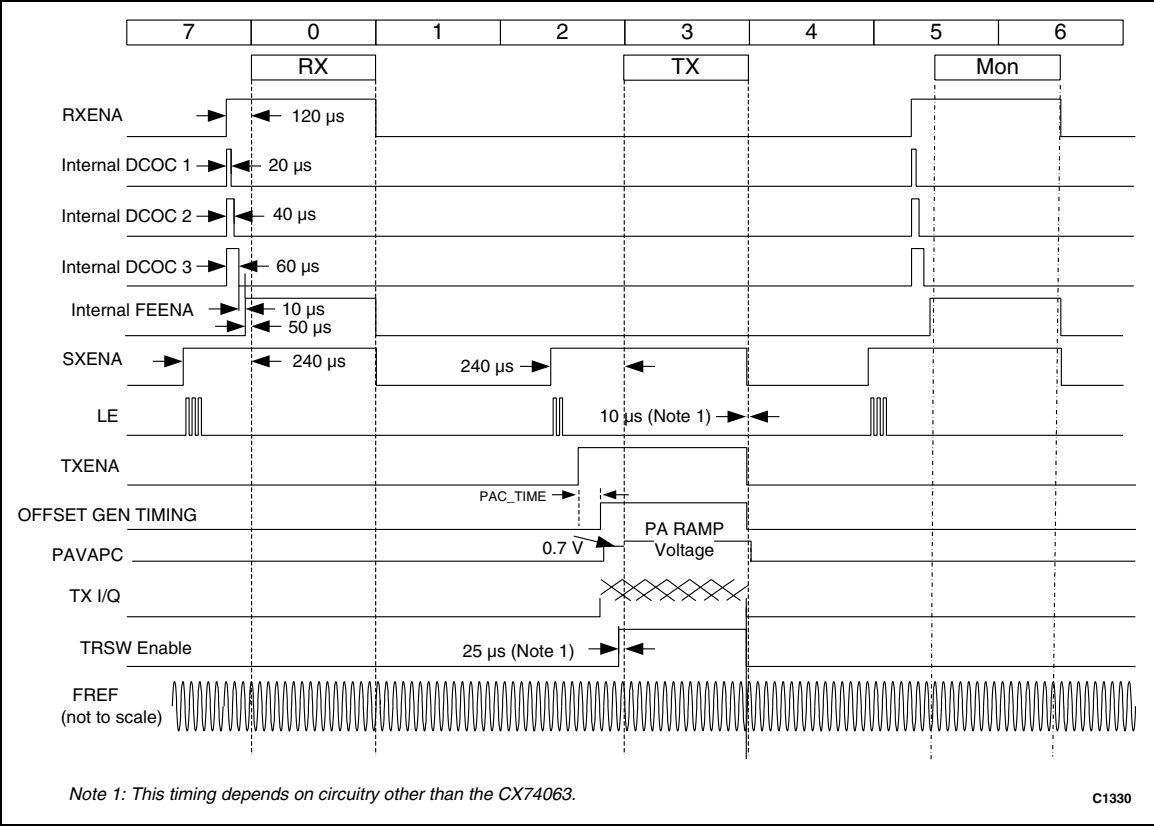 7 0 1 2 3 4 5 6
RX TX Mon
RXENA 120 µs
Internal DCOC 1 20 µs
Internal DCOC 2 40 µs
Internal DCOC 3 60 µs
Internal FEENA 10 µs
50 µs
SXENA 240 µs 240 µs
LE 10 µs (Note 1)
TXENA
PAC_TIME
OFFSET GEN TIMING
PA RAMP
PAVAPC 0.7 V Voltage
TX I/Q
TRSW Enable 25 µs (Note 1)
FREF
(not to scale)
Note 1: This timing depends on circuitry other than the CX74063.
C1330